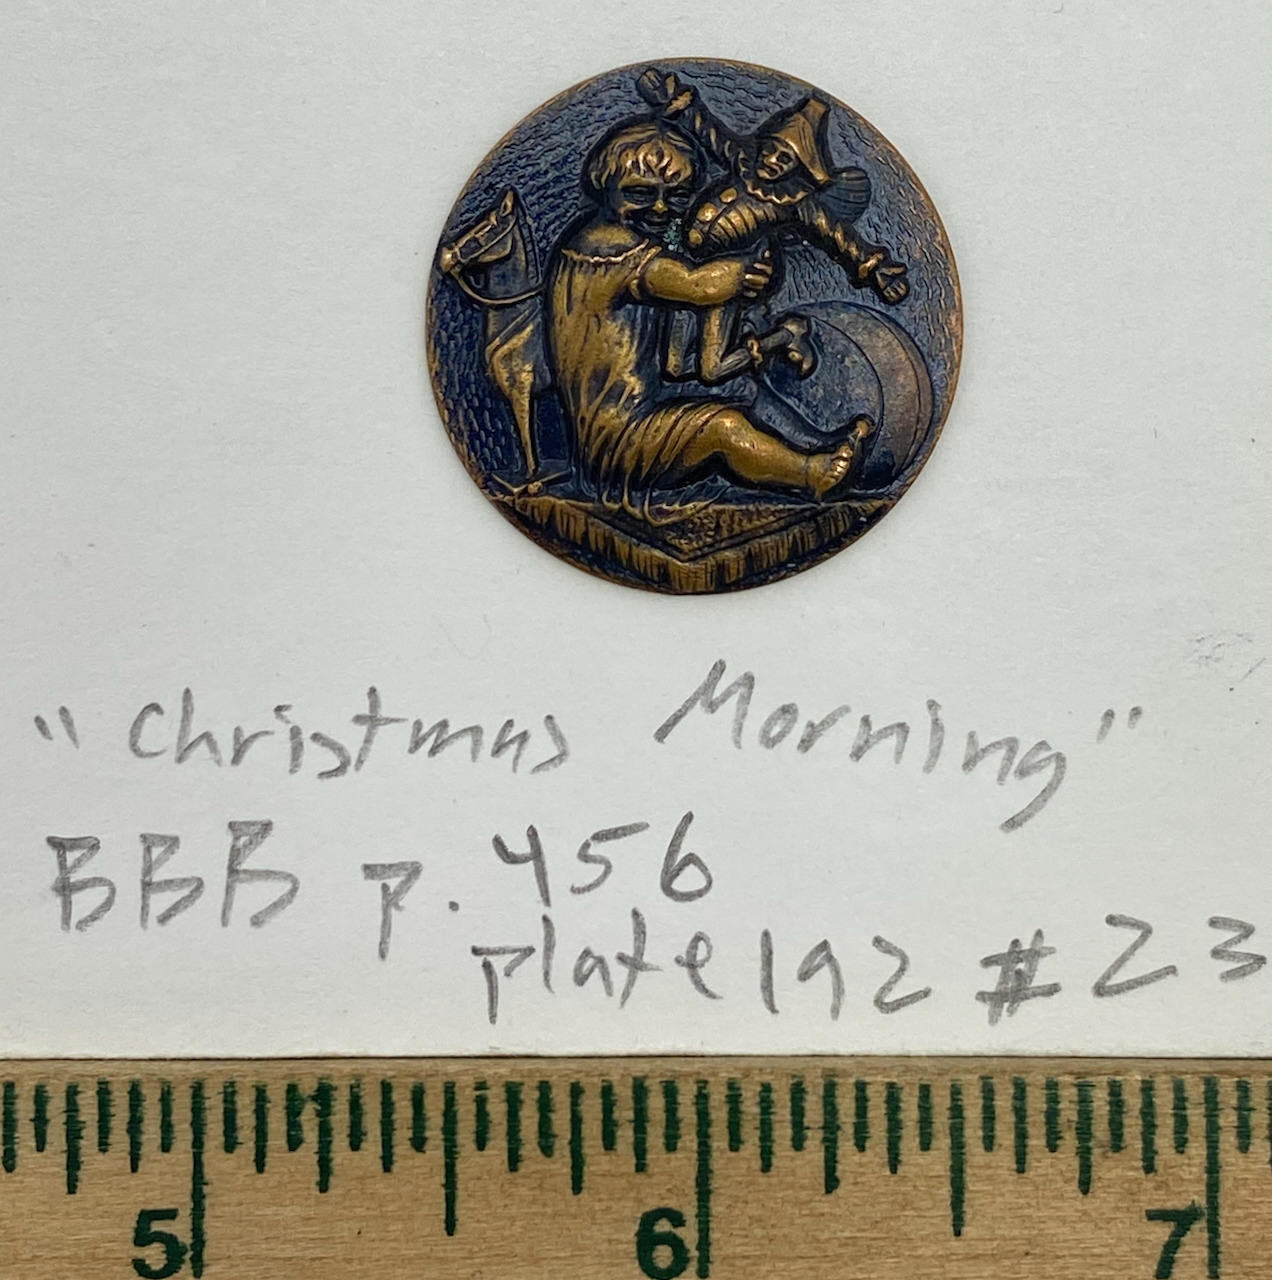 "Christmas Morning"
BBB p. 456
plate 192 #23
5 6 7